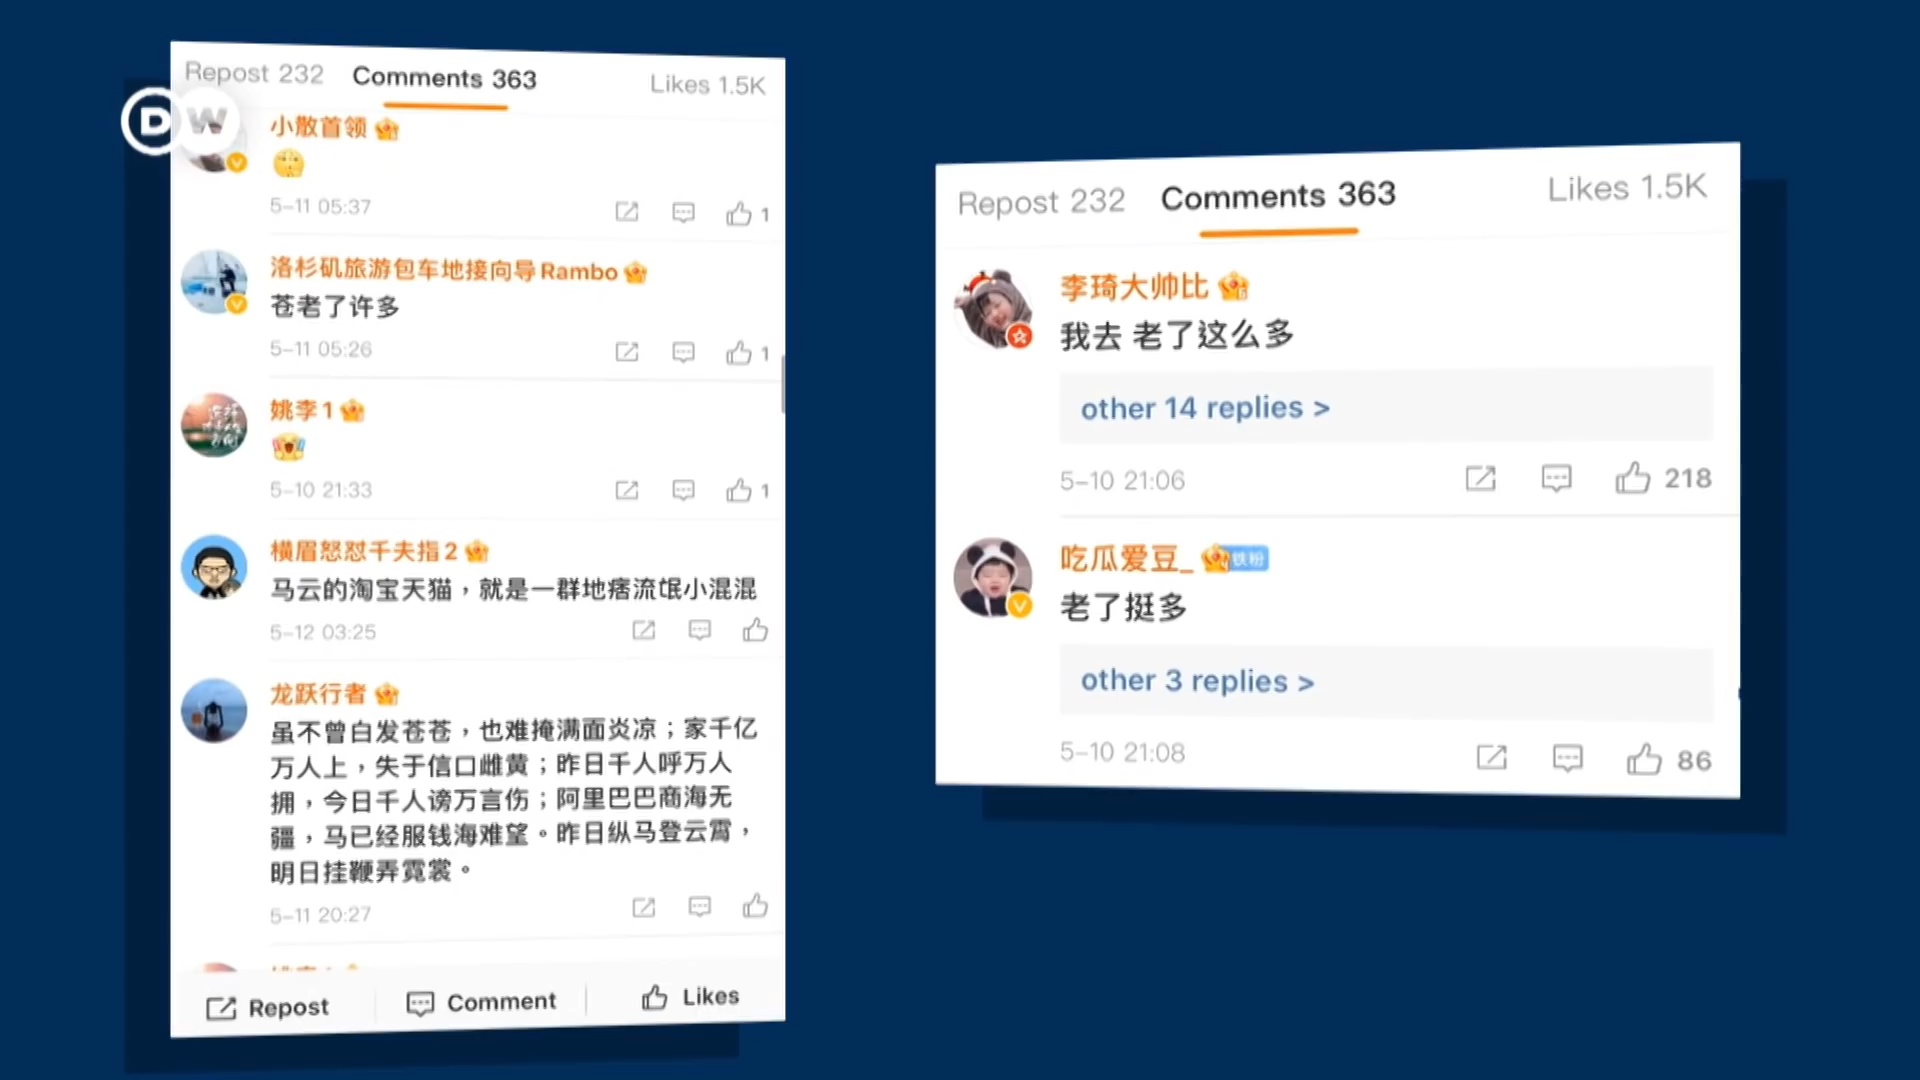 DW
Repost 232 Comments 363 Likes 1.5K
小散首领
5-11 05:37 1
洛杉矶旅游包车地接向导Rambo
苍老了许多
5-11 05:26 1
姚李1
5-10 21:33 1
横眉怒怼千夫指2
马云的淘宝天猫，就是一群地痞流氓小混混
5-12 03:25
龙跃行者
虽不曾白发苍苍，也难掩满面炎凉；家千亿
万人上，失于信口雌黄；昨日千人呼万人
拥，今日千人谤万言伤；阿里巴巴商海无
疆，马已经服钱海难望。昨日纵马登云霄，
明日挂鞭弄霓裳。
5-11 20:27
Repost Comment Likes
Repost 232 Comments 363 Likes 1.5K
李琦大帅比
我去 老了这么多
other 14 replies >
5-10 21:06 218
吃瓜爱豆_ 铁粉
老了挺多
other 3 replies >
5-10 21:08 86